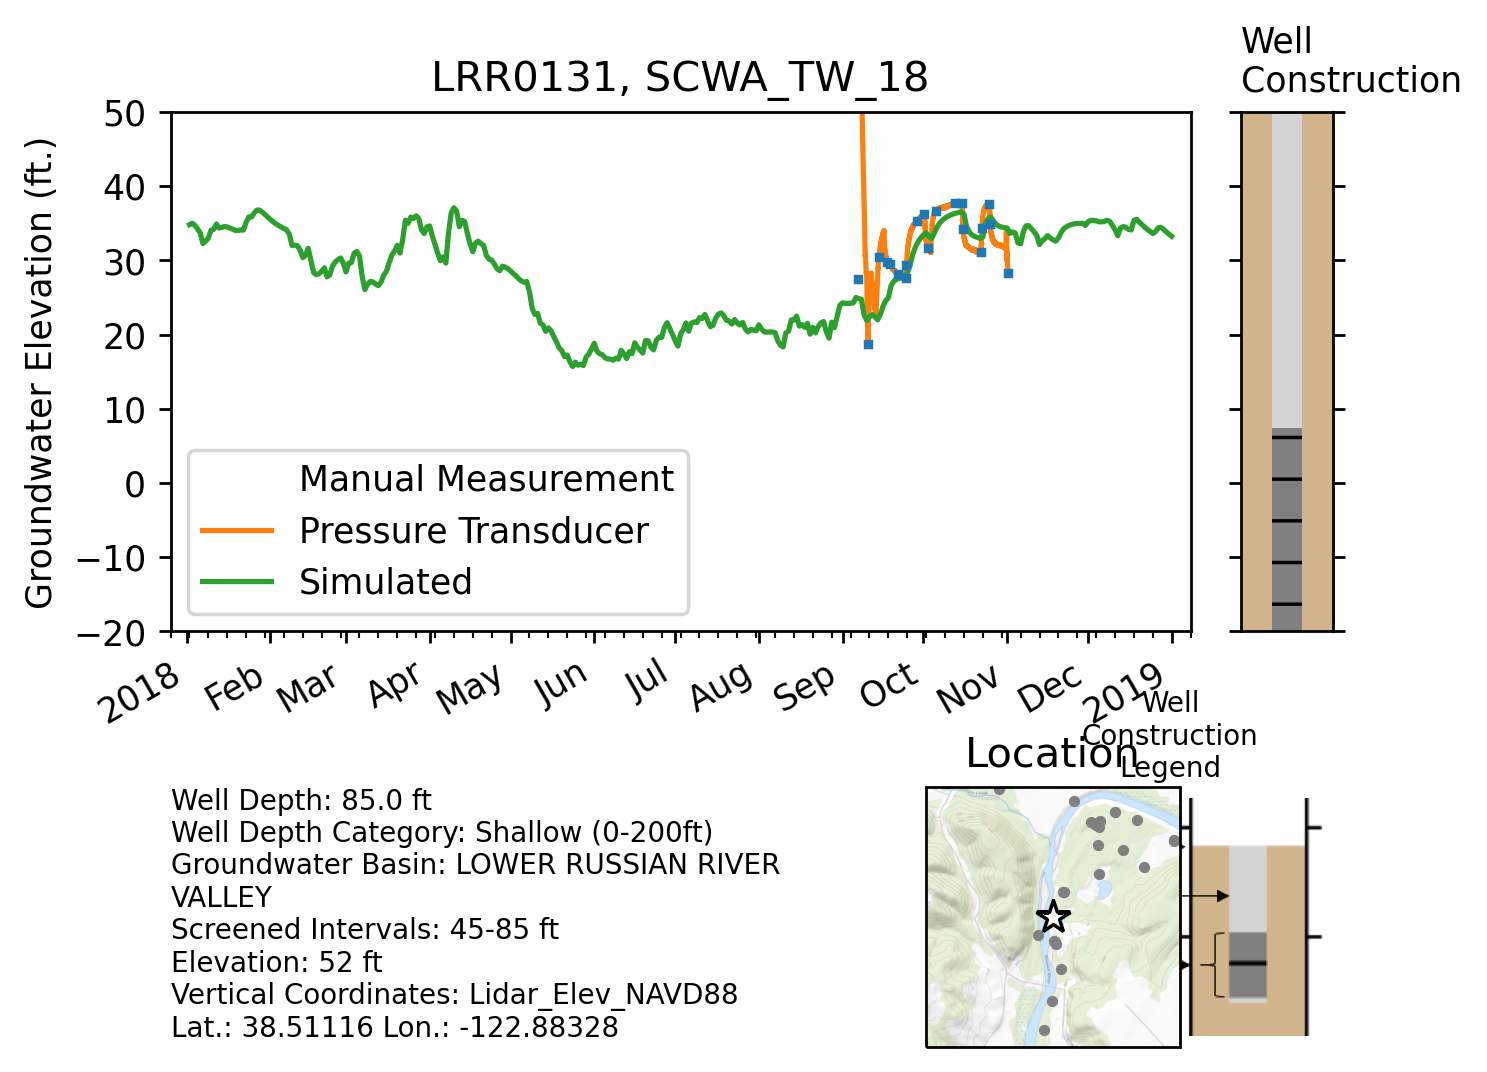 Well
Construction
LRR0131, SCWA_TW_18
Groundwater Elevation (ft.)
50
40
30
20
10
0
−10
−20
Manual Measurement
Pressure Transducer
Simulated
2018
Feb
Mar
Apr
May
Jun
Jul
Aug
Sep
Oct
Nov
Dec
2019
Well
Construction
Legend
Location
Well Depth: 85.0 ft
Well Depth Category: Shallow (0-200ft)
Groundwater Basin: LOWER RUSSIAN RIVER
VALLEY
Screened Intervals: 45-85 ft
Elevation: 52 ft
Vertical Coordinates: Lidar_Elev_NAVD88
Lat.: 38.51116 Lon.: -122.88328